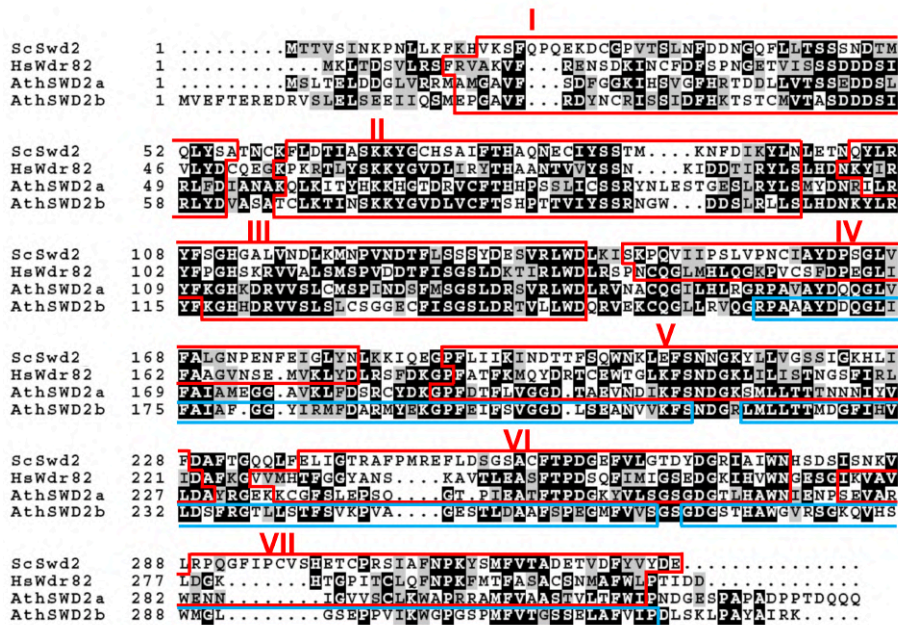 I
ScSwd2 1 .........MTTVSINKPNLLKFKHVKSFQPQEKDCGPVTSLNFDDNGQFLLTSSSNDTM
HsWdr82 1 ............MKLTDSVLRSFRVAKVF...RENSDKINCFDFSPNGETVISSSDDDSI
AthSWD2a 1 .........MSLTELDDGLVRRMAMGAVF...SDFGGKIHSVGFHRTDDLLVTSSEDDSL
AthSWD2b 1 MVEFTEREDRVSLELSEEIIQSMEPGAVF...RDYNCRISSIDFHKTSTCMVTASDDDSI
II
ScSwd2 52 QLYSATNCKFLDTIASKKYGCHSAIFTHAQNECIYSSTM....KNFDIKYLNLETNQYLR
HsWdr82 46 VLYDCQEGKPKRTLYSKKYGVDLIRYTHAANTVVYSSN....KIDDTIRYLSLHDNKYIR
AthSWD2a 49 RLFDIANAKQLKITYHKKHGTDRVCFTHHPSSLICSSRYNLESTGESLRYLSMYDNRILR
AthSWD2b 58 RLYDVASATCLKTINSKKYGVDLVCFTSHPTTVIYSSRNGW...DDSLRLLSLHDNKYLR
III IV
ScSwd2 108 YFSGHGALVNDLKMNPVNDTFLSSSYDESVRLWDLKISKPQVIIPSLVPNCIAYDPSGLV
HsWdr82 102 YFPGHSKRVVALSMSPVDDTFISGSLDKTIRLWDLRSPNCQGLMHLQGKPVCSFDPEGLI
AthSWD2a 109 YFKGHKDRVVSLCMSPINDSFMSGSLDRSVRLWDLRVNACQGILHLRGRPAVAYDQQGLV
AthSWD2b 115 YFKGHHDRVVSLSLCSGGECFISGSLDRTVLLWDQRVEKCQGLLRVQGRPAAAYDDQGLI
V
ScSwd2 168 FALGNPENFEIGLYNLKKIQEGPFLIIKINDTTFSQWNKLEFSNNGKYLLVGSSIGKHLI
HsWdr82 162 FAAGVNSE.MVKLYDLRSFDKGPFATFKMQYDRTCEWTGLKFSNDGKLILISTNGSFIRL
AthSWD2a 169 FAIAMEGG.AVKLFDSRCYDKGPFDTFLVGGD.TAEVNDIKFSNDGKSMLLTTTNNNIYV
AthSWD2b 175 FAIAF.GG.YIRMFDARMYEKGPFEIFSVGGD.LSEANVVKFSNDGRLMLLTTMDGFIHV
VI
ScSwd2 228 FDAFTGQQLFELIGTRAFPMREFLDSGSACFTPDGEFVLGTDYDGRIAIWNHSDSISNKV
HsWdr82 221 IDAFKGVVMHTFGGYANS....KAVTLEASFTPDSQFIMIGSEDGKIHVWNGESGIKVAV
AthSWD2a 227 LDAYRGEKKCGFSLEPSQ....GT.PIEATFTPDGKYVLSGSGDGTLHAWNIENPSEVAR
AthSWD2b 232 LDSFRGTLLSTFSVKPVA....GESTLDAAFSPEGMFVVSGSGDGSTHAWGVRSGKQVHS
VII
ScSwd2 288 LRPQGFIPCVSHETCPRSIAFNPKYSMFVTADETVDFYVYDE...............
HsWdr82 277 LDGK.....HTGPITCLQFNPKFMTFASACSNMAFWLPTIDD..............
AthSWD2a 282 WENN.....IGVVSCLKWAPRRAMFVAASTVLTFWIPNDGESPAPADPPTDQQQ
AthSWD2b 288 WMGL.....GSEPPVIKWGPGSPMFVTGSSELAFVIPDLSKLPAYAIRK.....